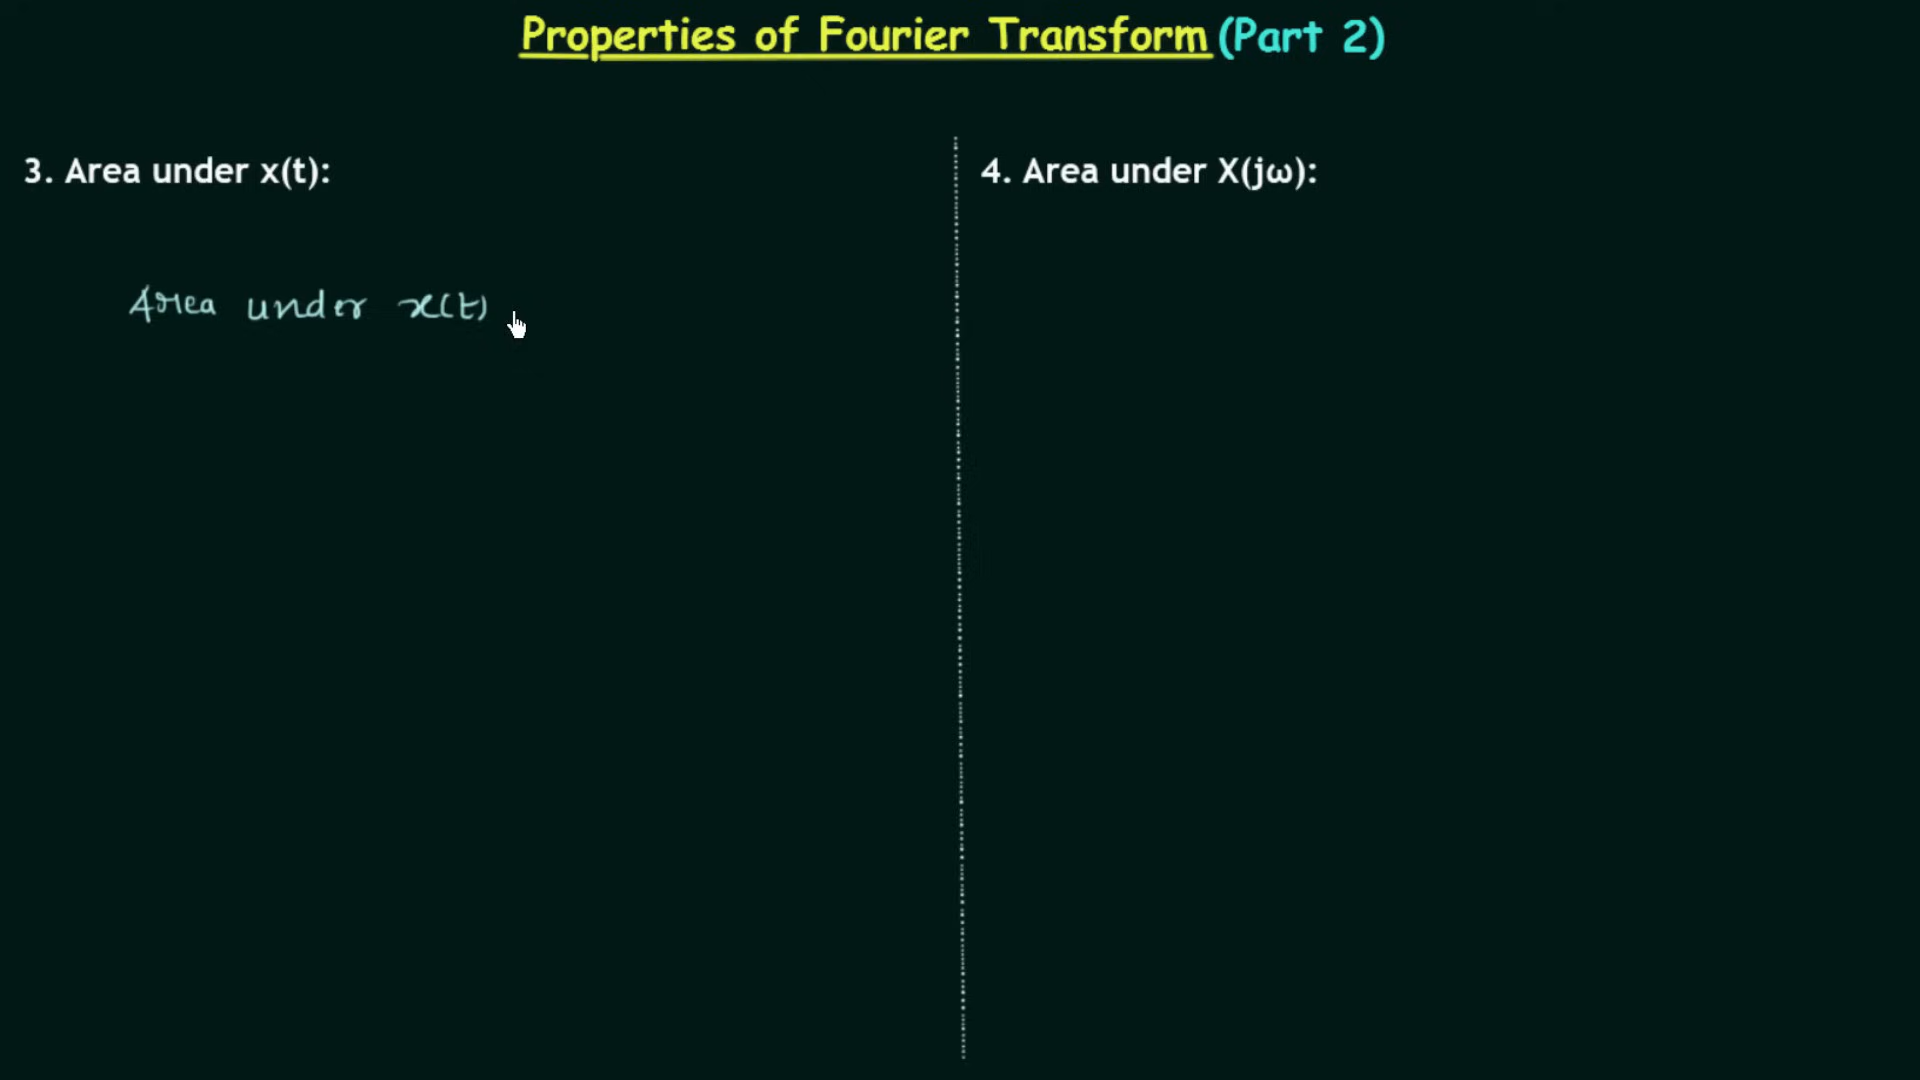 Properties of Fourier Transform (Part 2)
3. Area under x(t):
Area under x(t)
4. Area under X(jω):